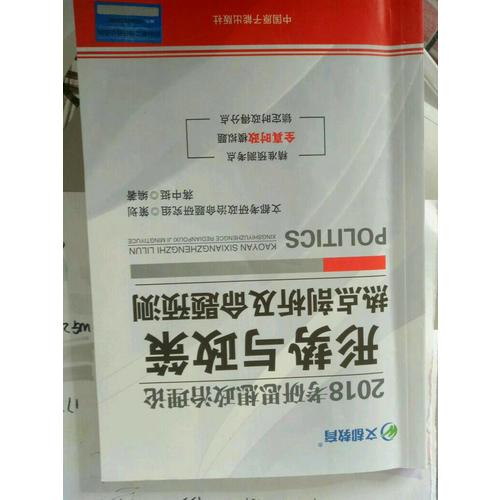 文都教育®
2018考研思想政治理论
形势与政策
热点剖析及命题预测
KAOYAN SIXIANGZHENGZHI LILUN
XINGSHIYUZHENGCE REDIANPOUXI JI MINGTIYUCE
POLITICS
文都考研政治命题研究组◎策划
蒋中挺◎编著
精准预测考点
全真时政模拟题
锁定时政得分点
中国原子能出版社